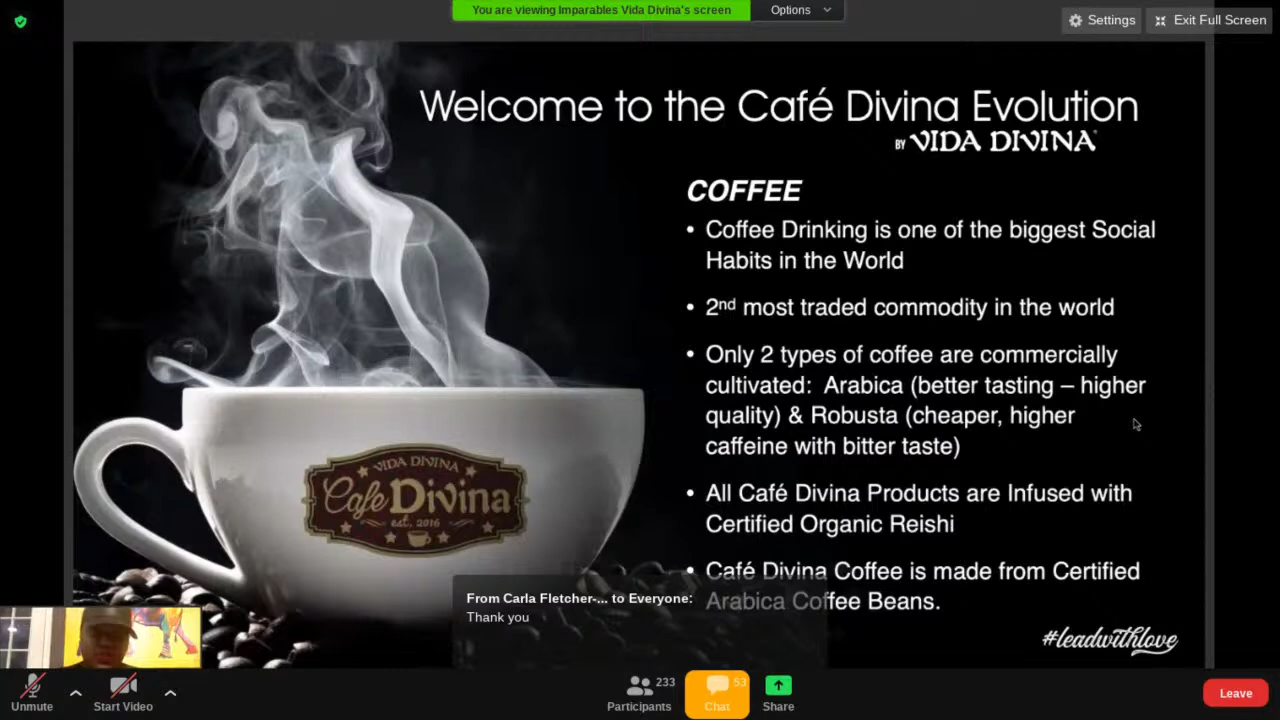 You are viewing Imparables Vida Divina's screen
Options
Settings
Exit Full Screen
Welcome to the Café Divina Evolution
BY VIDA DIVINA®
COFFEE
• Coffee Drinking is one of the biggest Social
Habits in the World
• 2nd most traded commodity in the world
• Only 2 types of coffee are commercially
cultivated: Arabica (better tasting – higher
quality) & Robusta (cheaper, higher
caffeine with bitter taste)
• All Café Divina Products are Infused with
Certified Organic Reishi
• Café Divina Coffee is made from Certified
Arabica Coffee Beans.
#leadwithlove
VIDA DIVINA
Cafe Divina
est. 2016
From Carla Fletcher-... to Everyone:
Thank you
Unmute
Start Video
233
Participants
53
Chat
Share
Leave